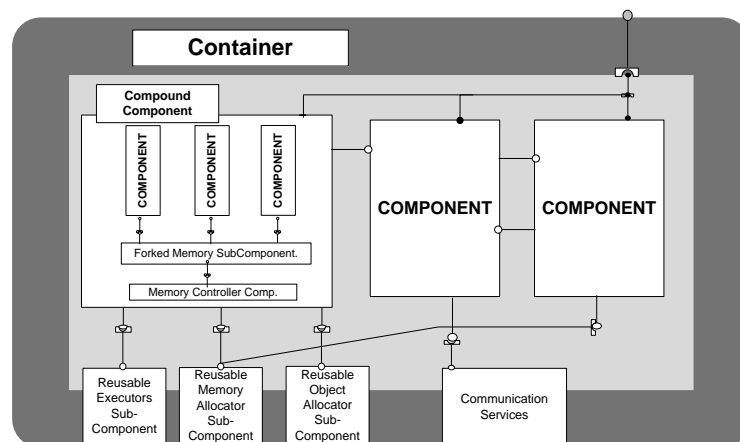 Container
Compound
Component
COMPONENT
COMPONENT
COMPONENT
COMPONENT
COMPONENT
Forked Memory SubComponent.
Memory Controller Comp.
Reusable
Executors
Sub-
Component
Reusable
Memory
Allocator
Sub-
Component
Reusable
Object
Allocator
Sub-
Component
Communication
Services